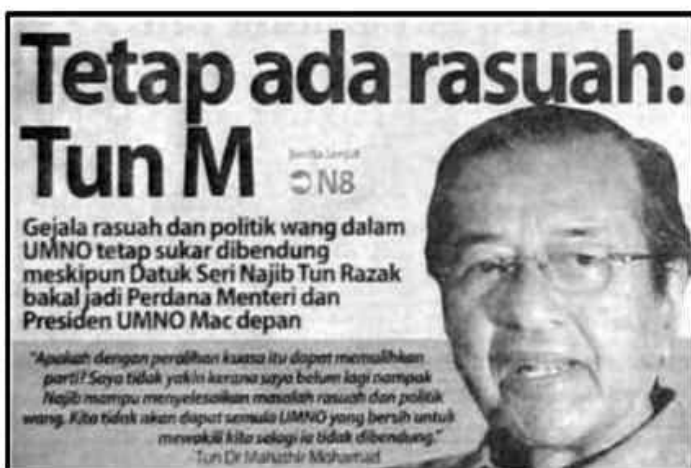 Tetap ada rasuah:
Tun M
Berita lanjut
N8
Gejala rasuah dan politik wang dalam
UMNO tetap sukar dibendung
meskipun Datuk Seri Najib Tun Razak
bakal jadi Perdana Menteri dan
Presiden UMNO Mac depan
"Apakah dengan peralihan kuasa itu dapat memulihkan
parti? Saya tidak yakin kerana saya belum lagi nampak
Najib mampu menyelesaikan masalah rasuah dan politik
wang. Kita tidak akan dapat semula UMNO yang bersih untuk
mewakili kita selagi ia tidak dibendung."
-Tun Dr Mahathir Mohamad